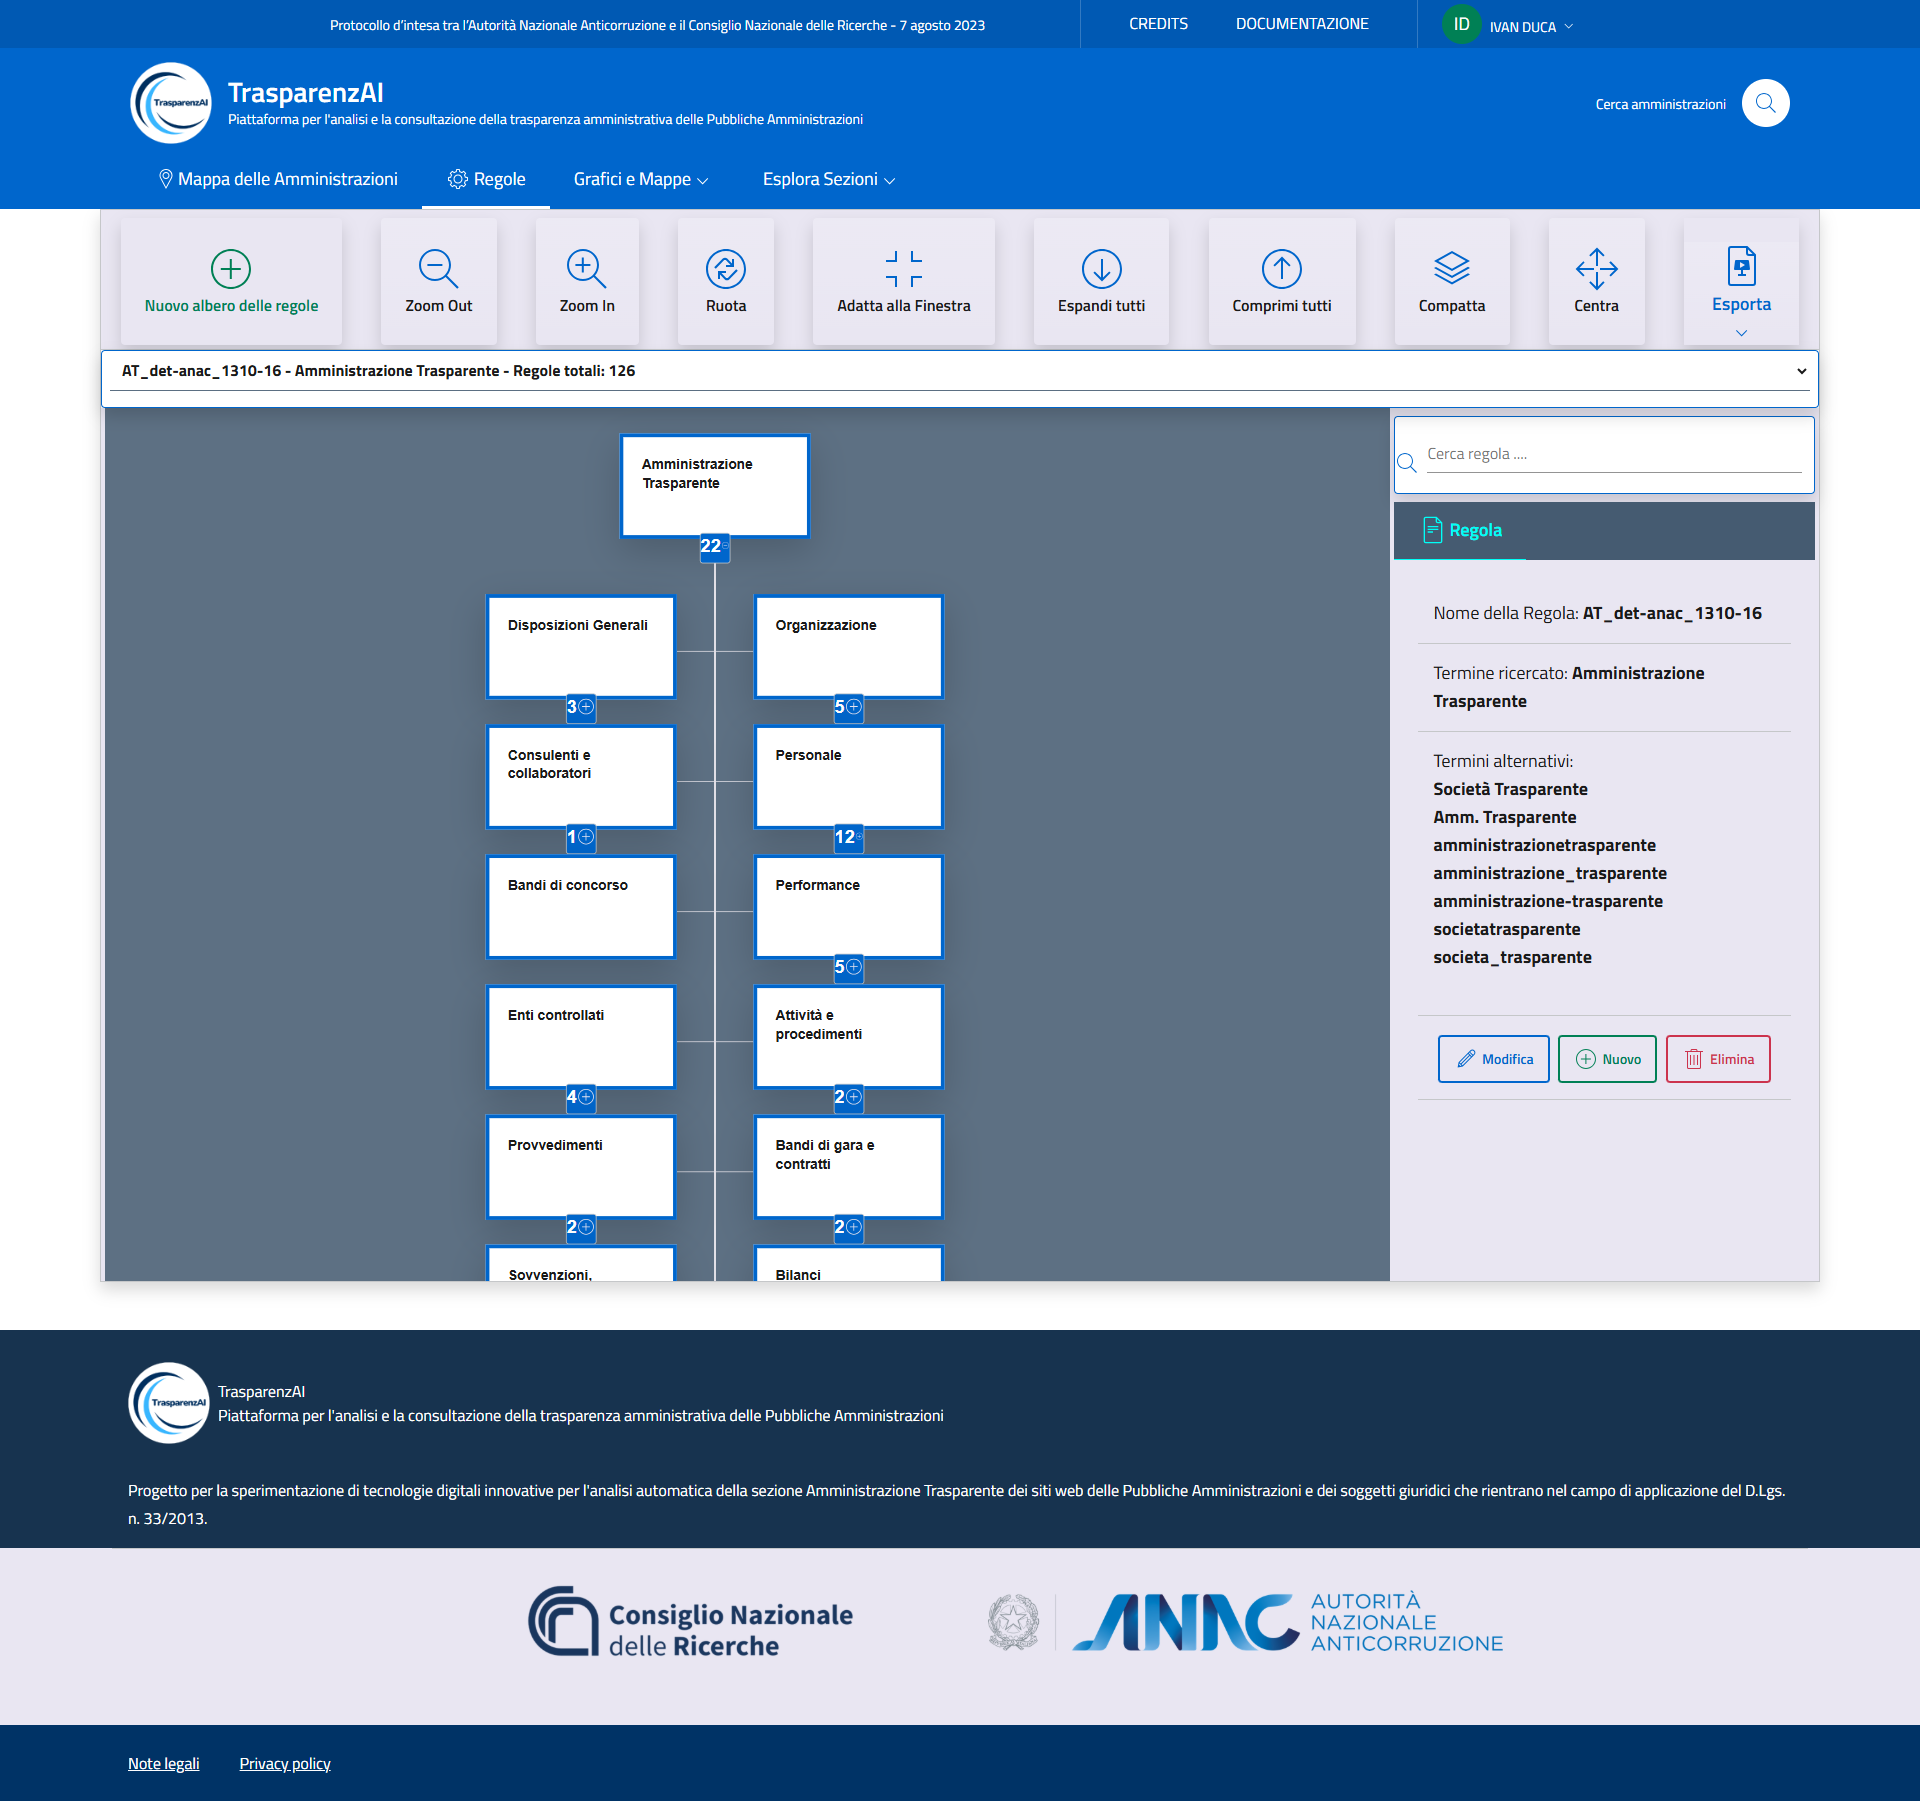 Protocollo d'intesa tra l'Autorità Nazionale Anticorruzione e il Consiglio Nazionale delle Ricerche - 7 agosto 2023
CREDITS
DOCUMENTAZIONE
ID
IVAN DUCA
TrasparenzAI
TrasparenzAI
Piattaforma per l'analisi e la consultazione della trasparenza amministrativa delle Pubbliche Amministrazioni
Cerca amministrazioni
Mappa delle Amministrazioni
Regole
Grafici e Mappe
Esplora Sezioni
Nuovo albero delle regole
Zoom Out
Zoom In
Ruota
Adatta alla Finestra
Espandi tutti
Comprimi tutti
Compatta
Centra
Esporta
AT_det-anac_1310-16 - Amministrazione Trasparente - Regole totali: 126
Amministrazione
Trasparente
22
Disposizioni Generali
3
Organizzazione
5
Consulenti e
collaboratori
1
Personale
12
Bandi di concorso
Performance
5
Enti controllati
4
Attività e
procedimenti
2
Provvedimenti
2
Bandi di gara e
contratti
2
Sovvenzioni,
Bilanci
Cerca regola ....
Regola
Nome della Regola: AT_det-anac_1310-16
Termine ricercato: Amministrazione
Trasparente
Termini alternativi:
Società Trasparente
Amm. Trasparente
amministrazionetrasparente
amministrazione_trasparente
amministrazione-trasparente
societatrasparente
societa_trasparente
Modifica
Nuovo
Elimina
TrasparenzAI
TrasparenzAI
Piattaforma per l'analisi e la consultazione della trasparenza amministrativa delle Pubbliche Amministrazioni
Progetto per la sperimentazione di tecnologie digitali innovative per l'analisi automatica della sezione Amministrazione Trasparente dei siti web delle Pubbliche Amministrazioni e dei soggetti giuridici che rientrano nel campo di applicazione del D.Lgs.
n. 33/2013.
Consiglio Nazionale
delle Ricerche
ANAC
AUTORITÀ
NAZIONALE
ANTICORRUZIONE
Note legali
Privacy policy